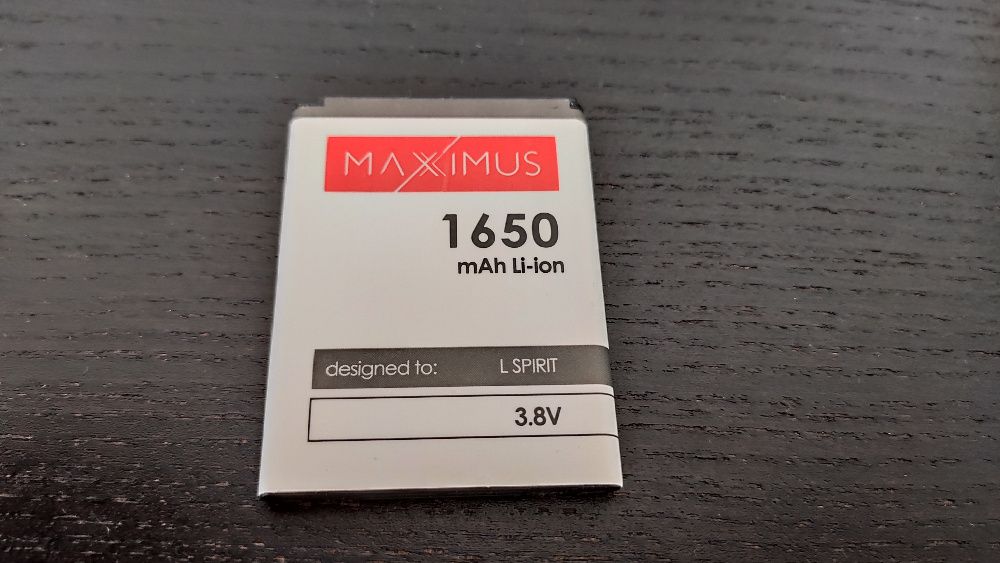 MAXXIMUS
1650
mAh Li-ion
designed to: L SPIRIT
3.8V